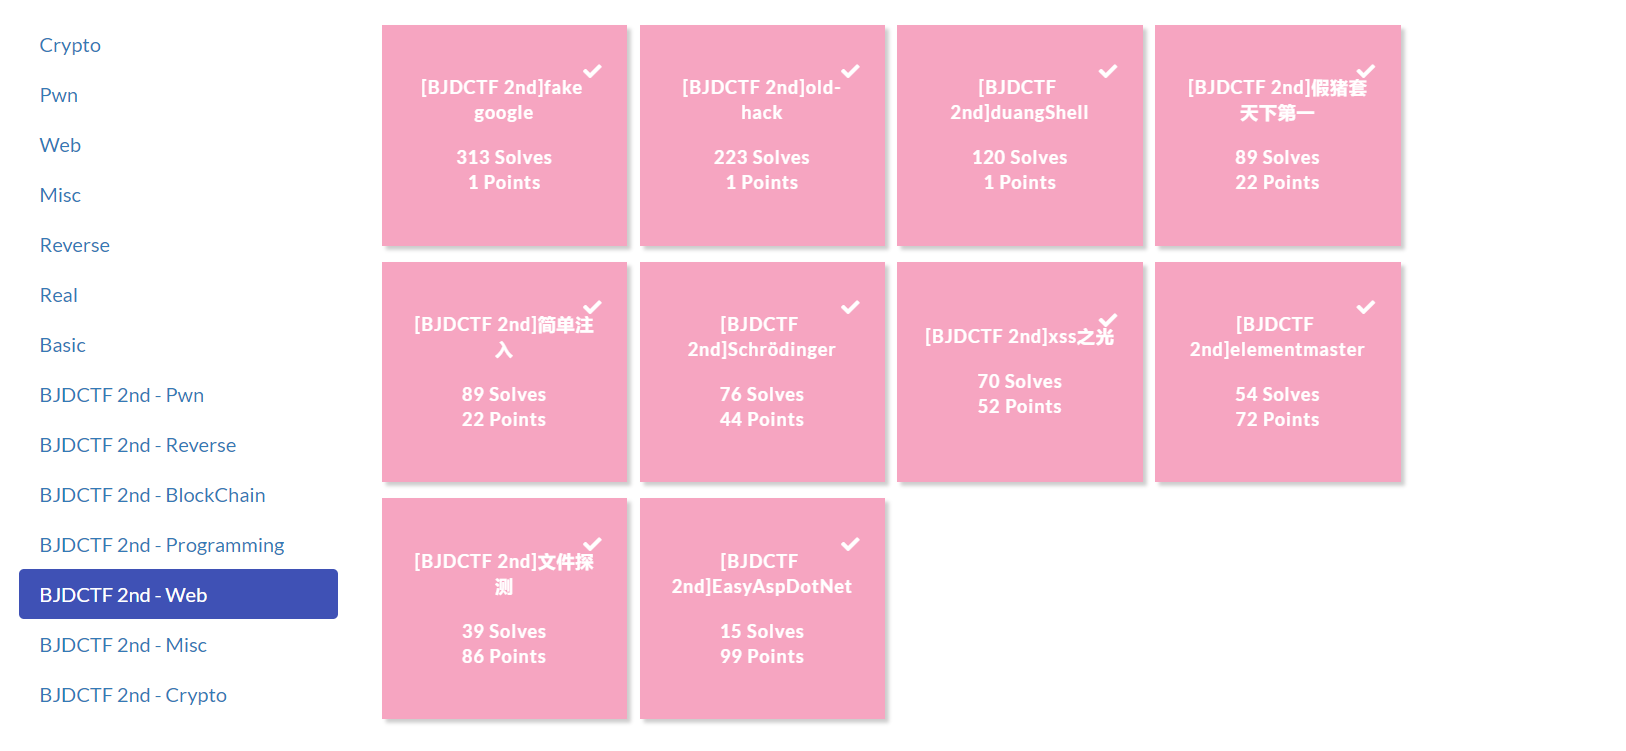 Crypto
Pwn
Web
Misc
Reverse
Real
Basic
BJDCTF 2nd - Pwn
BJDCTF 2nd - Reverse
BJDCTF 2nd - BlockChain
BJDCTF 2nd - Programming
BJDCTF 2nd - Web
BJDCTF 2nd - Misc
BJDCTF 2nd - Crypto
[BJDCTF 2nd]fake
google
313 Solves
1 Points
[BJDCTF 2nd]old-
hack
223 Solves
1 Points
[BJDCTF
2nd]duangShell
120 Solves
1 Points
[BJDCTF 2nd]假猪套
天下第一
89 Solves
22 Points
[BJDCTF 2nd]简单注
入
89 Solves
22 Points
[BJDCTF
2nd]Schrödinger
76 Solves
44 Points
[BJDCTF 2nd]xss之光
70 Solves
52 Points
[BJDCTF
2nd]elementmaster
54 Solves
72 Points
[BJDCTF 2nd]文件探
测
39 Solves
86 Points
[BJDCTF
2nd]EasyAspDotNet
15 Solves
99 Points